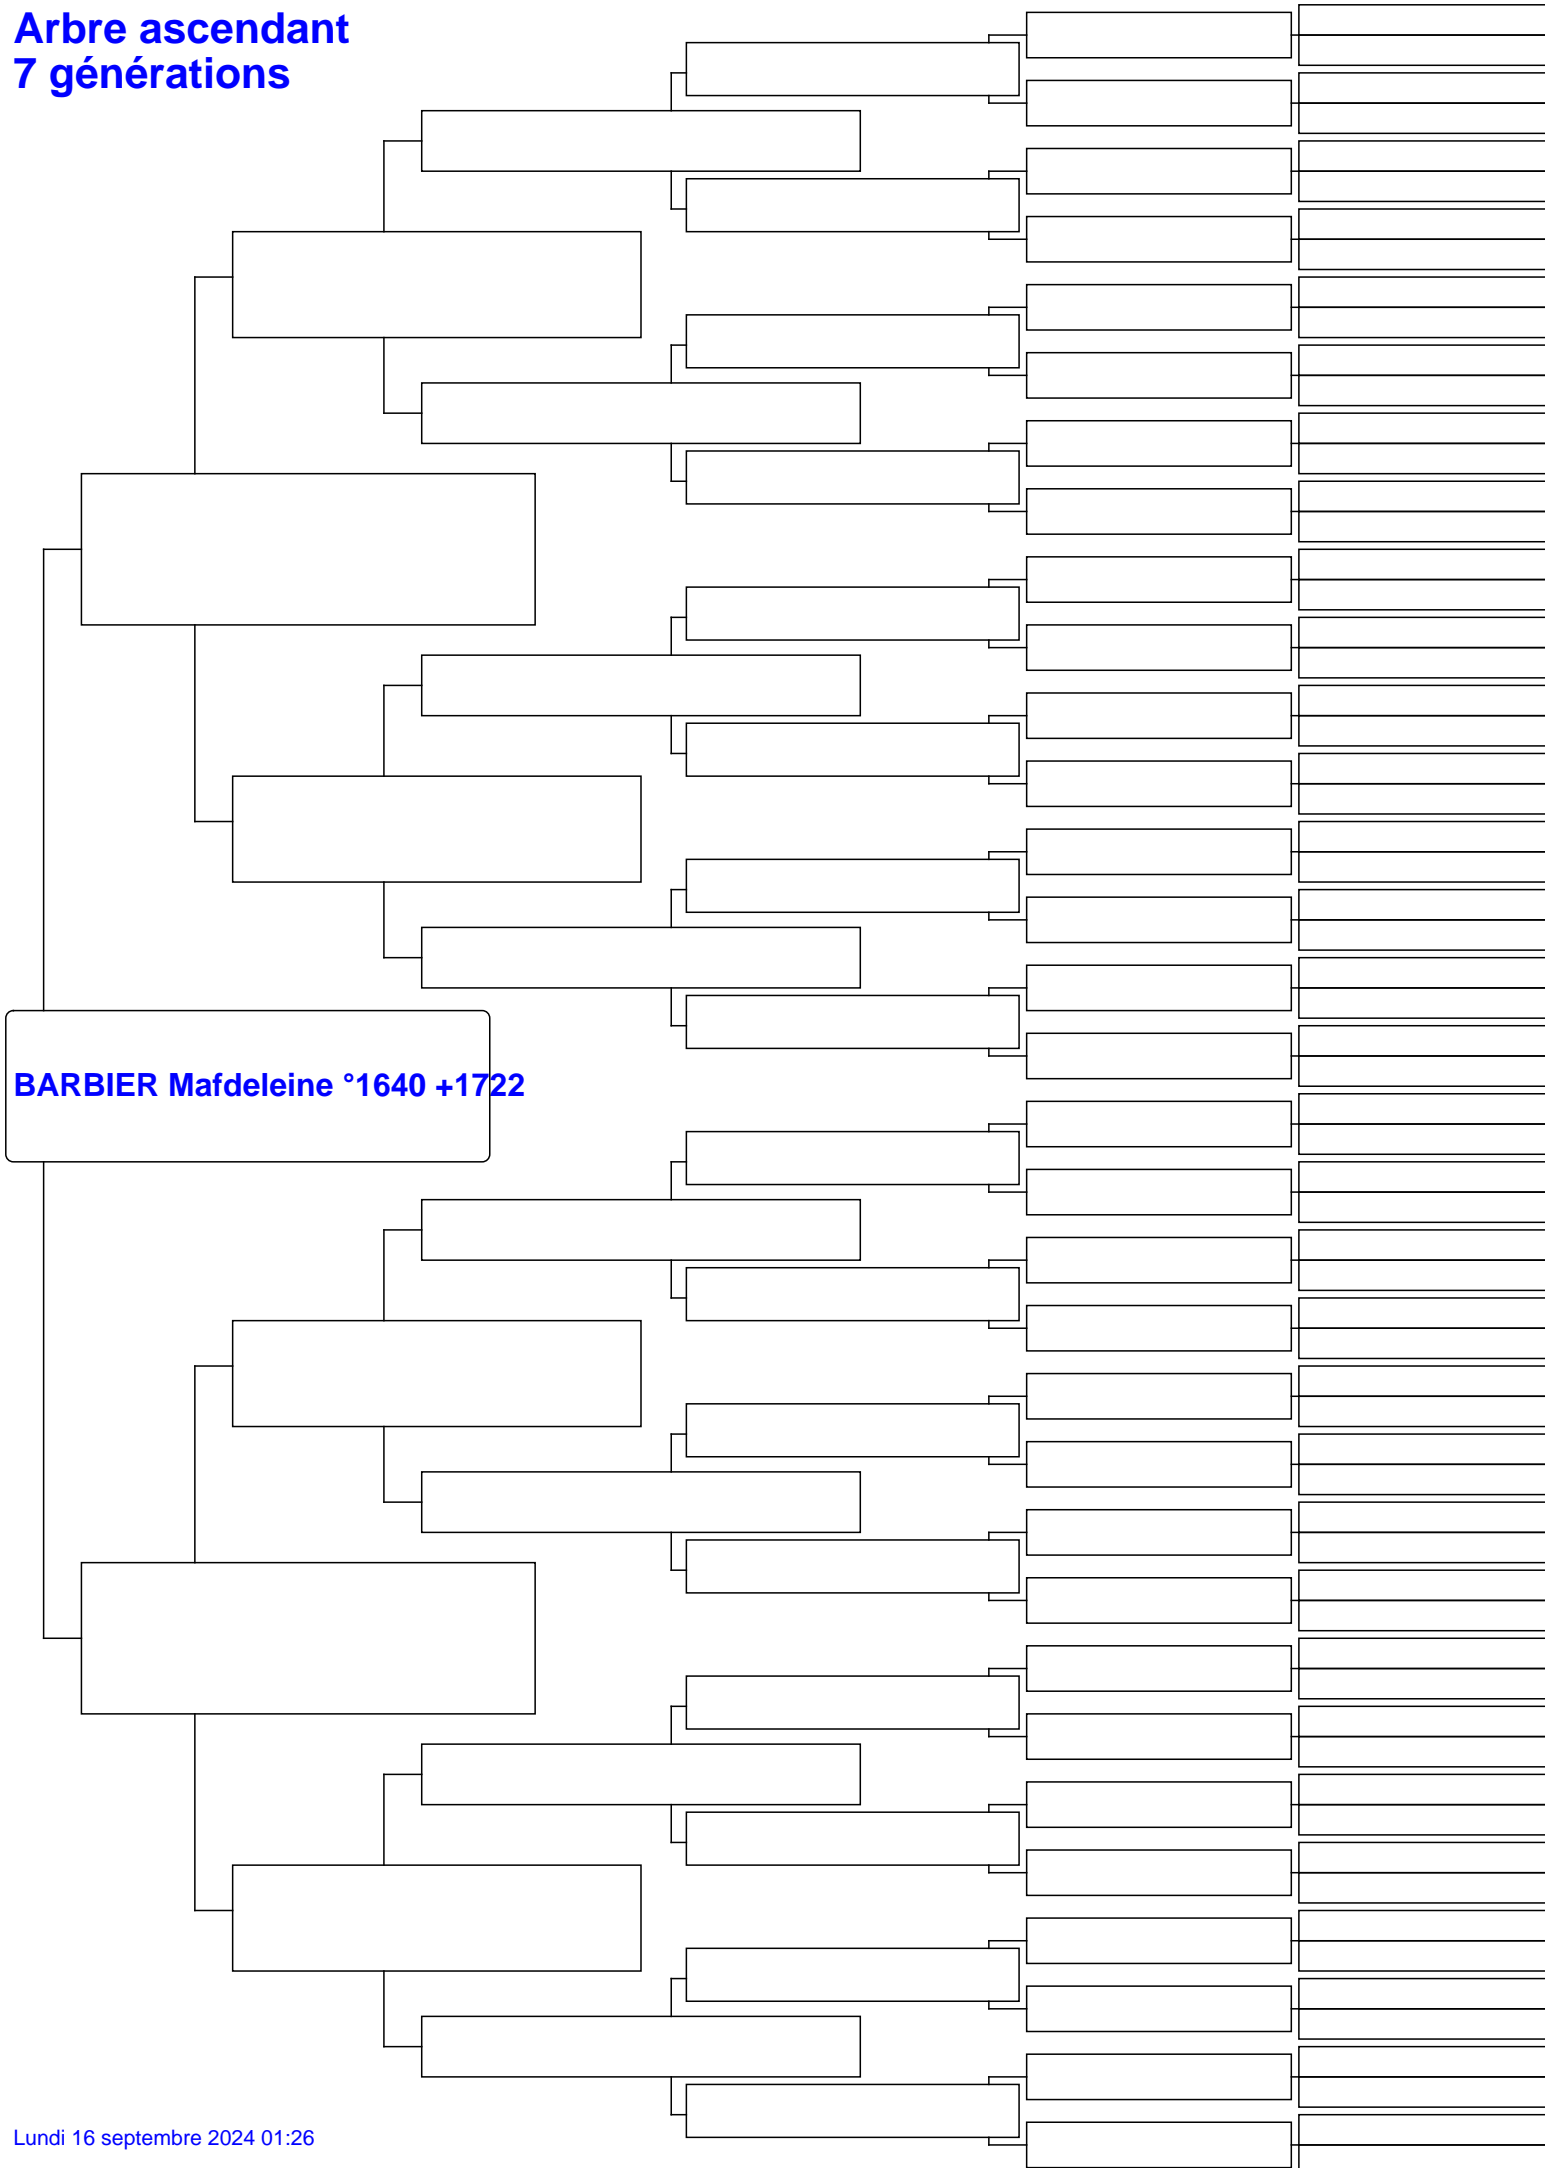 Arbre ascendant
7 générations
BARBIER Mafdeleine °1640 +1722
Lundi 16 septembre 2024 01:26